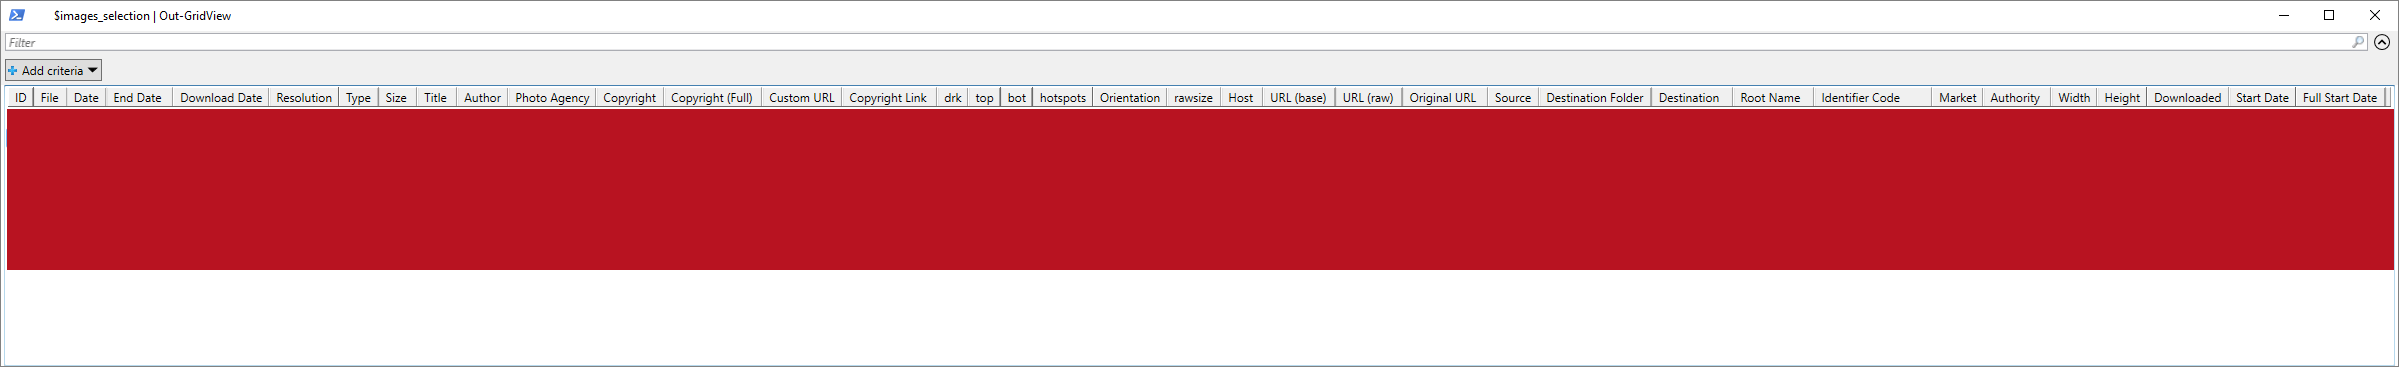 $images_selection | Out-GridView
Filter
Add criteria
ID File Date End Date Download Date Resolution Type Size Title Author Photo Agency Copyright Copyright (Full) Custom URL Copyright Link drk top bot hotspots Orientation rawsize Host URL (base) URL (raw) Original URL Source Destination Folder Destination Root Name Identifier Code Market Authority Width Height Downloaded Start Date Full Start Date